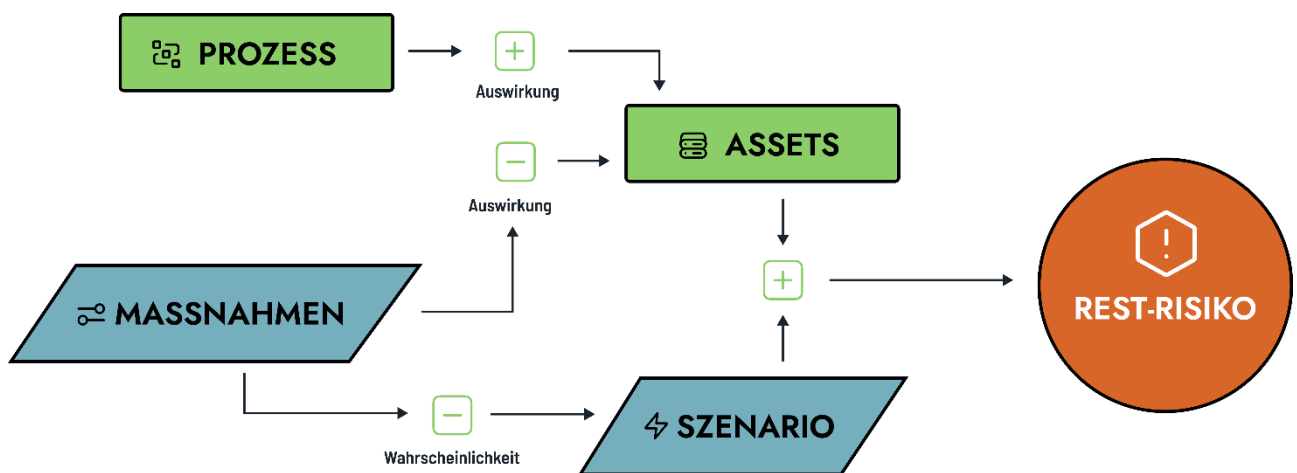 PROZESS
Auswirkung
ASSETS
Auswirkung
MASSNAHMEN
REST-RISIKO
SZENARIO
Wahrscheinlichkeit